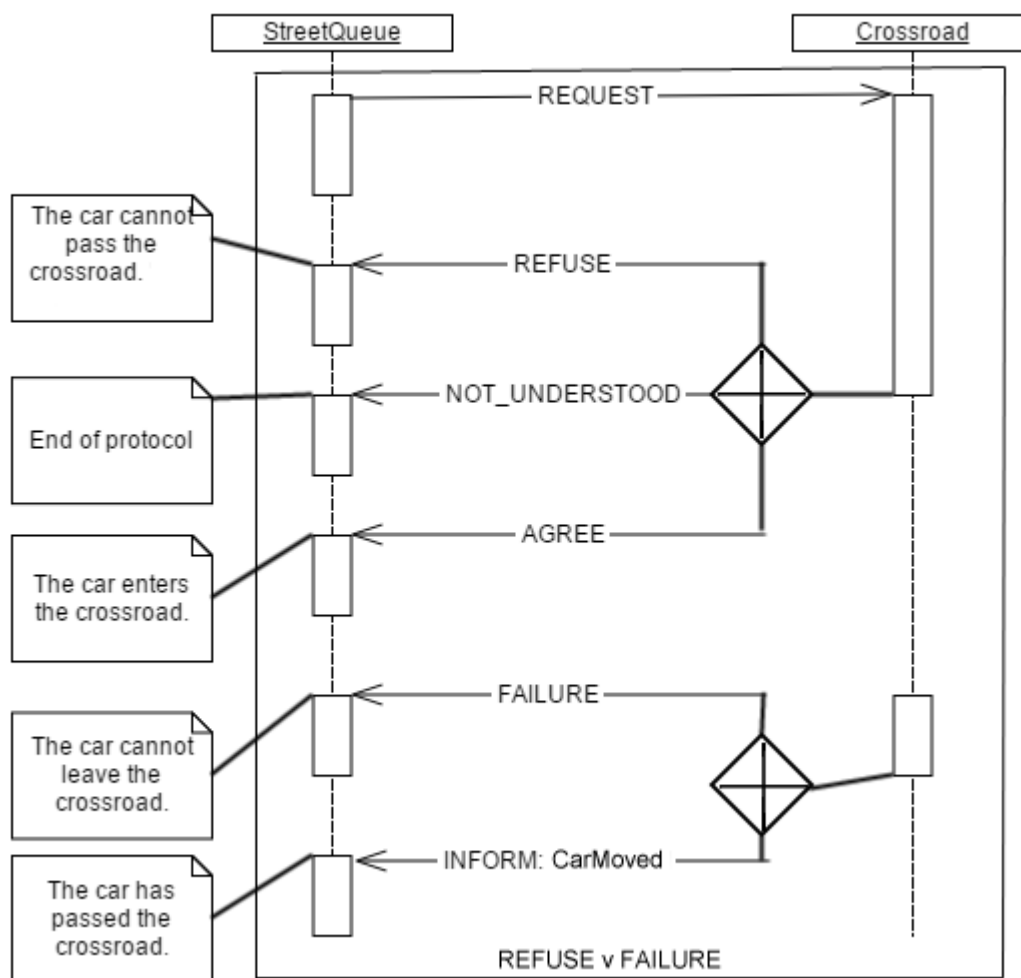 StreetQueue
Crossroad
REQUEST
The car cannot
pass the
crossroad.
REFUSE
NOT_UNDERSTOOD
End of protocol
AGREE
The car enters
the crossroad.
FAILURE
The car cannot
leave the
crossroad.
INFORM: CarMoved
The car has
passed the
crossroad.
REFUSE v FAILURE